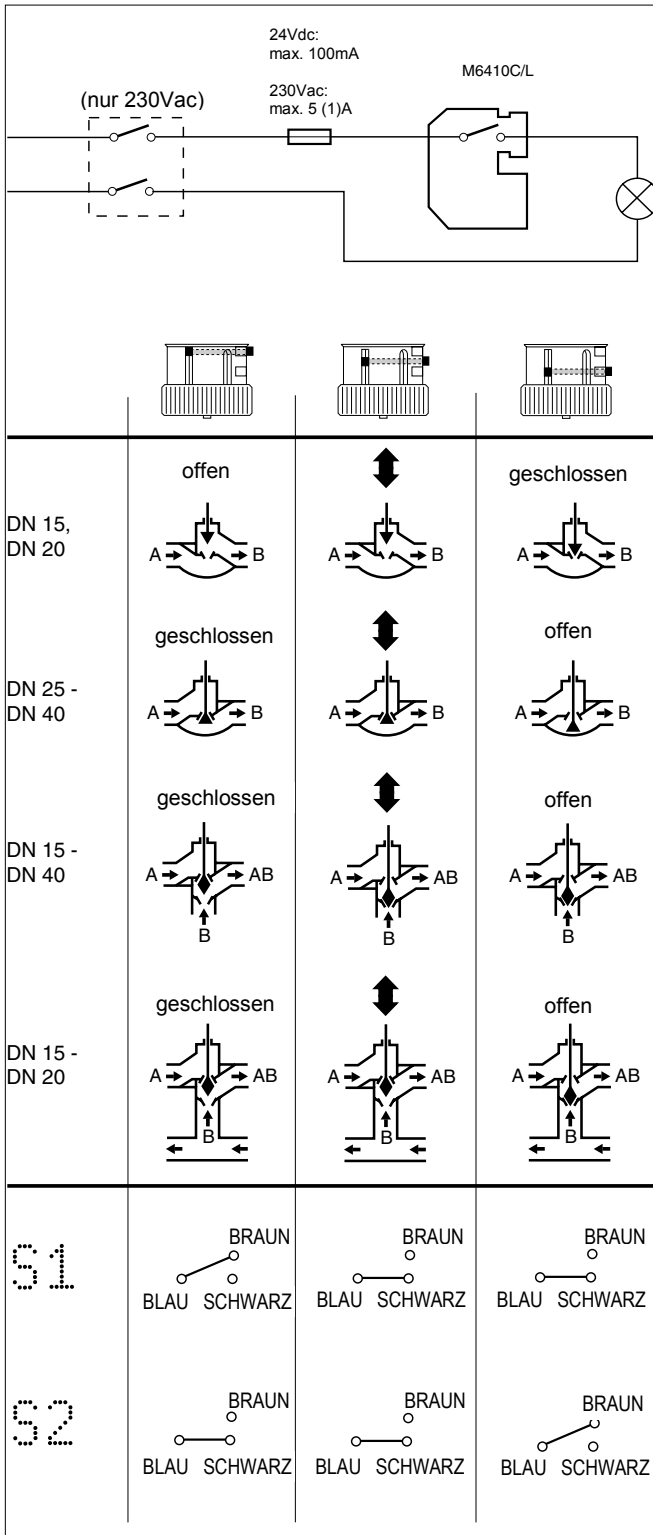 24Vdc:
max. 100mA
M6410C/L
230Vac:
max. 5 (1)A
(nur 230Vac)
offen
geschlossen
DN 15,
DN 20
A B
A B
A B
geschlossen
offen
DN 25 -
DN 40
A B
A B
A B
geschlossen
offen
DN 15 -
DN 40
A AB
A AB
A AB
B
B
B
geschlossen
offen
DN 15 -
DN 20
A AB
A AB
A AB
B
B
B
S1
BRAUN
BRAUN
BRAUN
BLAU SCHWARZ
BLAU SCHWARZ
BLAU SCHWARZ
S2
BRAUN
BRAUN
BRAUN
BLAU SCHWARZ
BLAU SCHWARZ
BLAU SCHWARZ